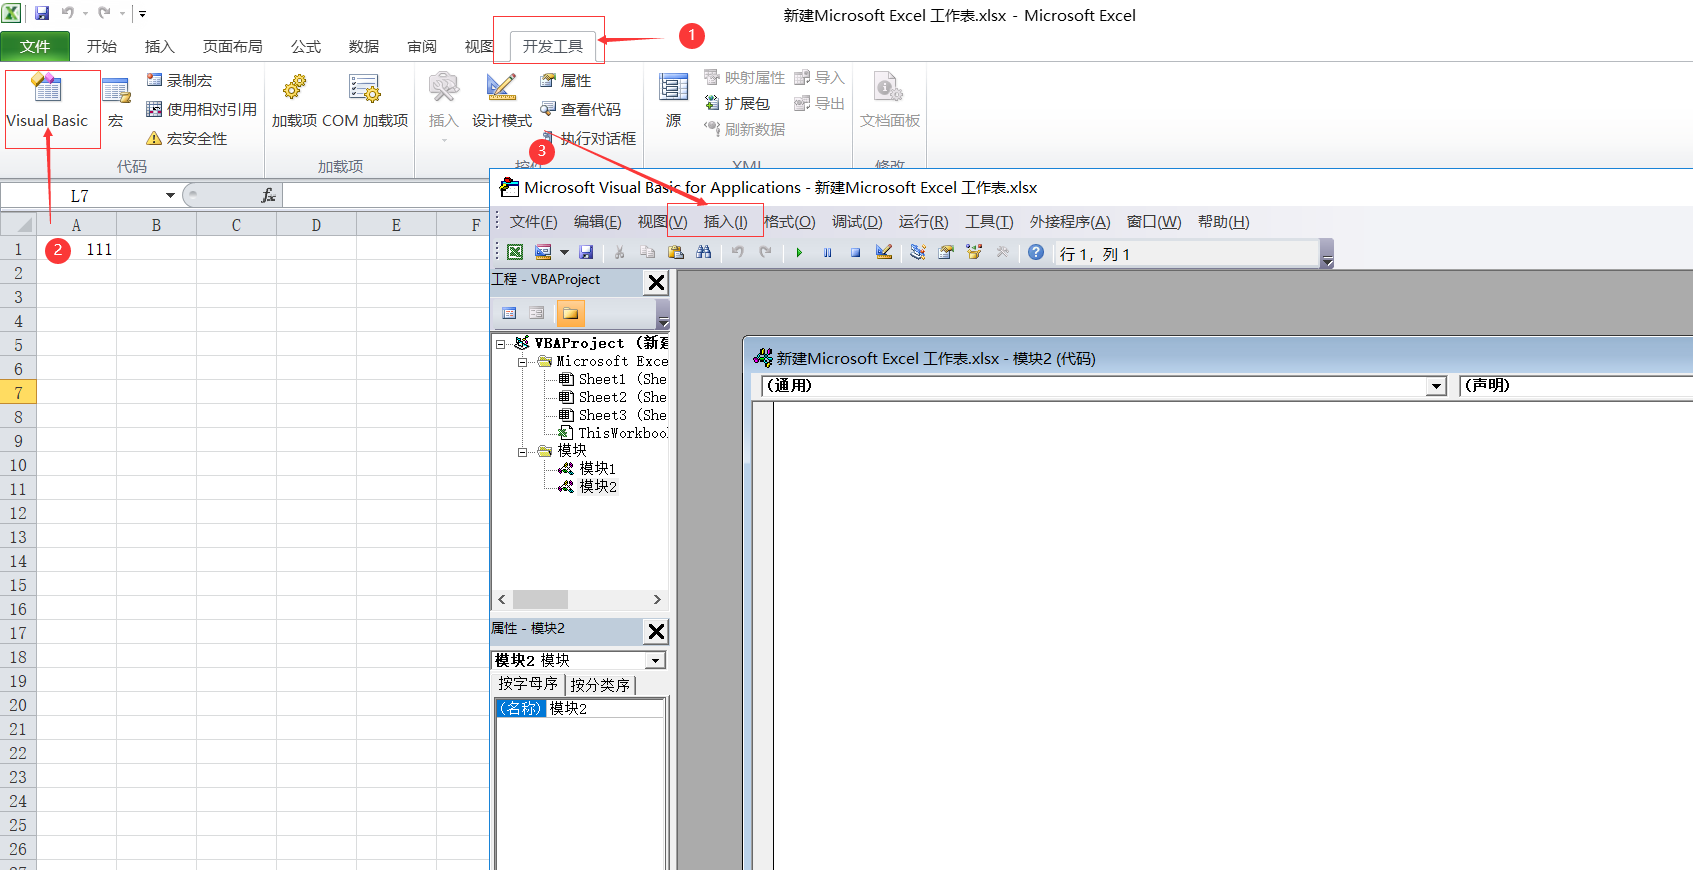 新建Microsoft Excel 工作表.xlsx - Microsoft Excel
文件 开始 插入 页面布局 公式 数据 审阅 视图 开发工具 1
Visual Basic 宏 录制宏 使用相对引用 宏安全性
加载项 COM 加载项
插入 设计模式 属性 查看代码 执行对话框
源 映射属性 扩展包 刷新数据 导入 导出
文档面板
代码 加载项 控件 XML 修改
3
Microsoft Visual Basic for Applications - 新建Microsoft Excel 工作表.xlsx
L7 fx
文件(F) 编辑(E) 视图(V) 插入(I) 格式(O) 调试(D) 运行(R) 工具(T) 外接程序(A) 窗口(W) 帮助(H)
行 1, 列 1
A B C D E F
1 2 111
2
3
4
5
6
7
8
9
10
11
12
13
14
15
16
17
18
19
20
21
22
23
24
25
26
27
工程 - VBAProject
VBAProject (新建
Microsoft Exce
Sheet1 (She
Sheet2 (She
Sheet3 (She
ThisWorkboo
模块
模块1
模块2
属性 - 模块2
模块2 模块
按字母序 按分类序
(名称) 模块2
新建Microsoft Excel 工作表.xlsx - 模块2 (代码)
(通用) (声明)